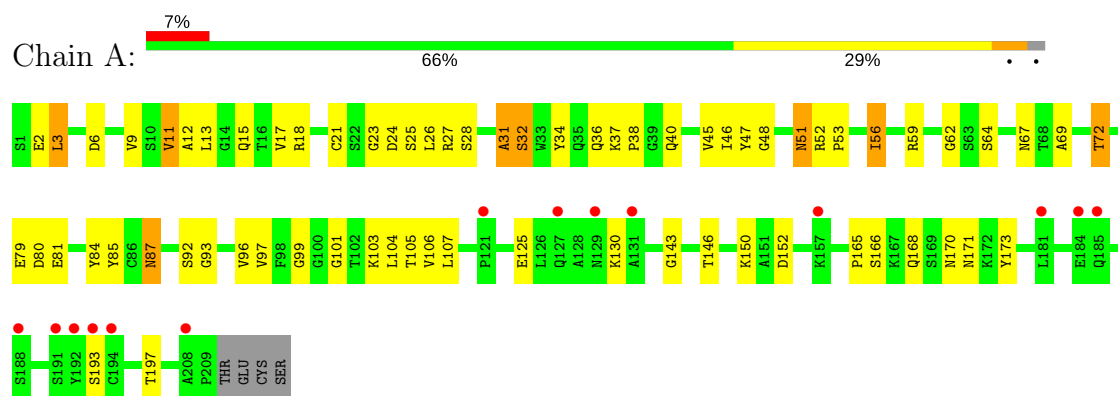 7%
Chain A:
66% 29% • •
S1 E2 L3 D6 V9 S10 V11 A12 L13 G14 Q15 T16 V17 R18 C21 S22 G23 D24 S25 L26 R27 S28 A31 S32 W33 Y34 Q35 Q36 K37 P38 G39 Q40 V45 I46 Y47 G48 N51 R52 P53 I56 R59 G62 S63 S64 N67 T68 A69 T72
E79 D80 E81 Y84 Y85 C86 N87 S92 G93 V96 V97 F98 G99 G100 G101 T102 K103 L104 T105 V106 L107 P121 E125 L126 Q127 A128 N129 K130 A131 G143 T146 K150 A151 D152 K157 P165 S166 K167 Q168 S169 N170 N171 K172 Y173 L181 E184 Q185
S188 S191 Y192 S193 C194 T197 A208 P209 THR GLU CYS SER